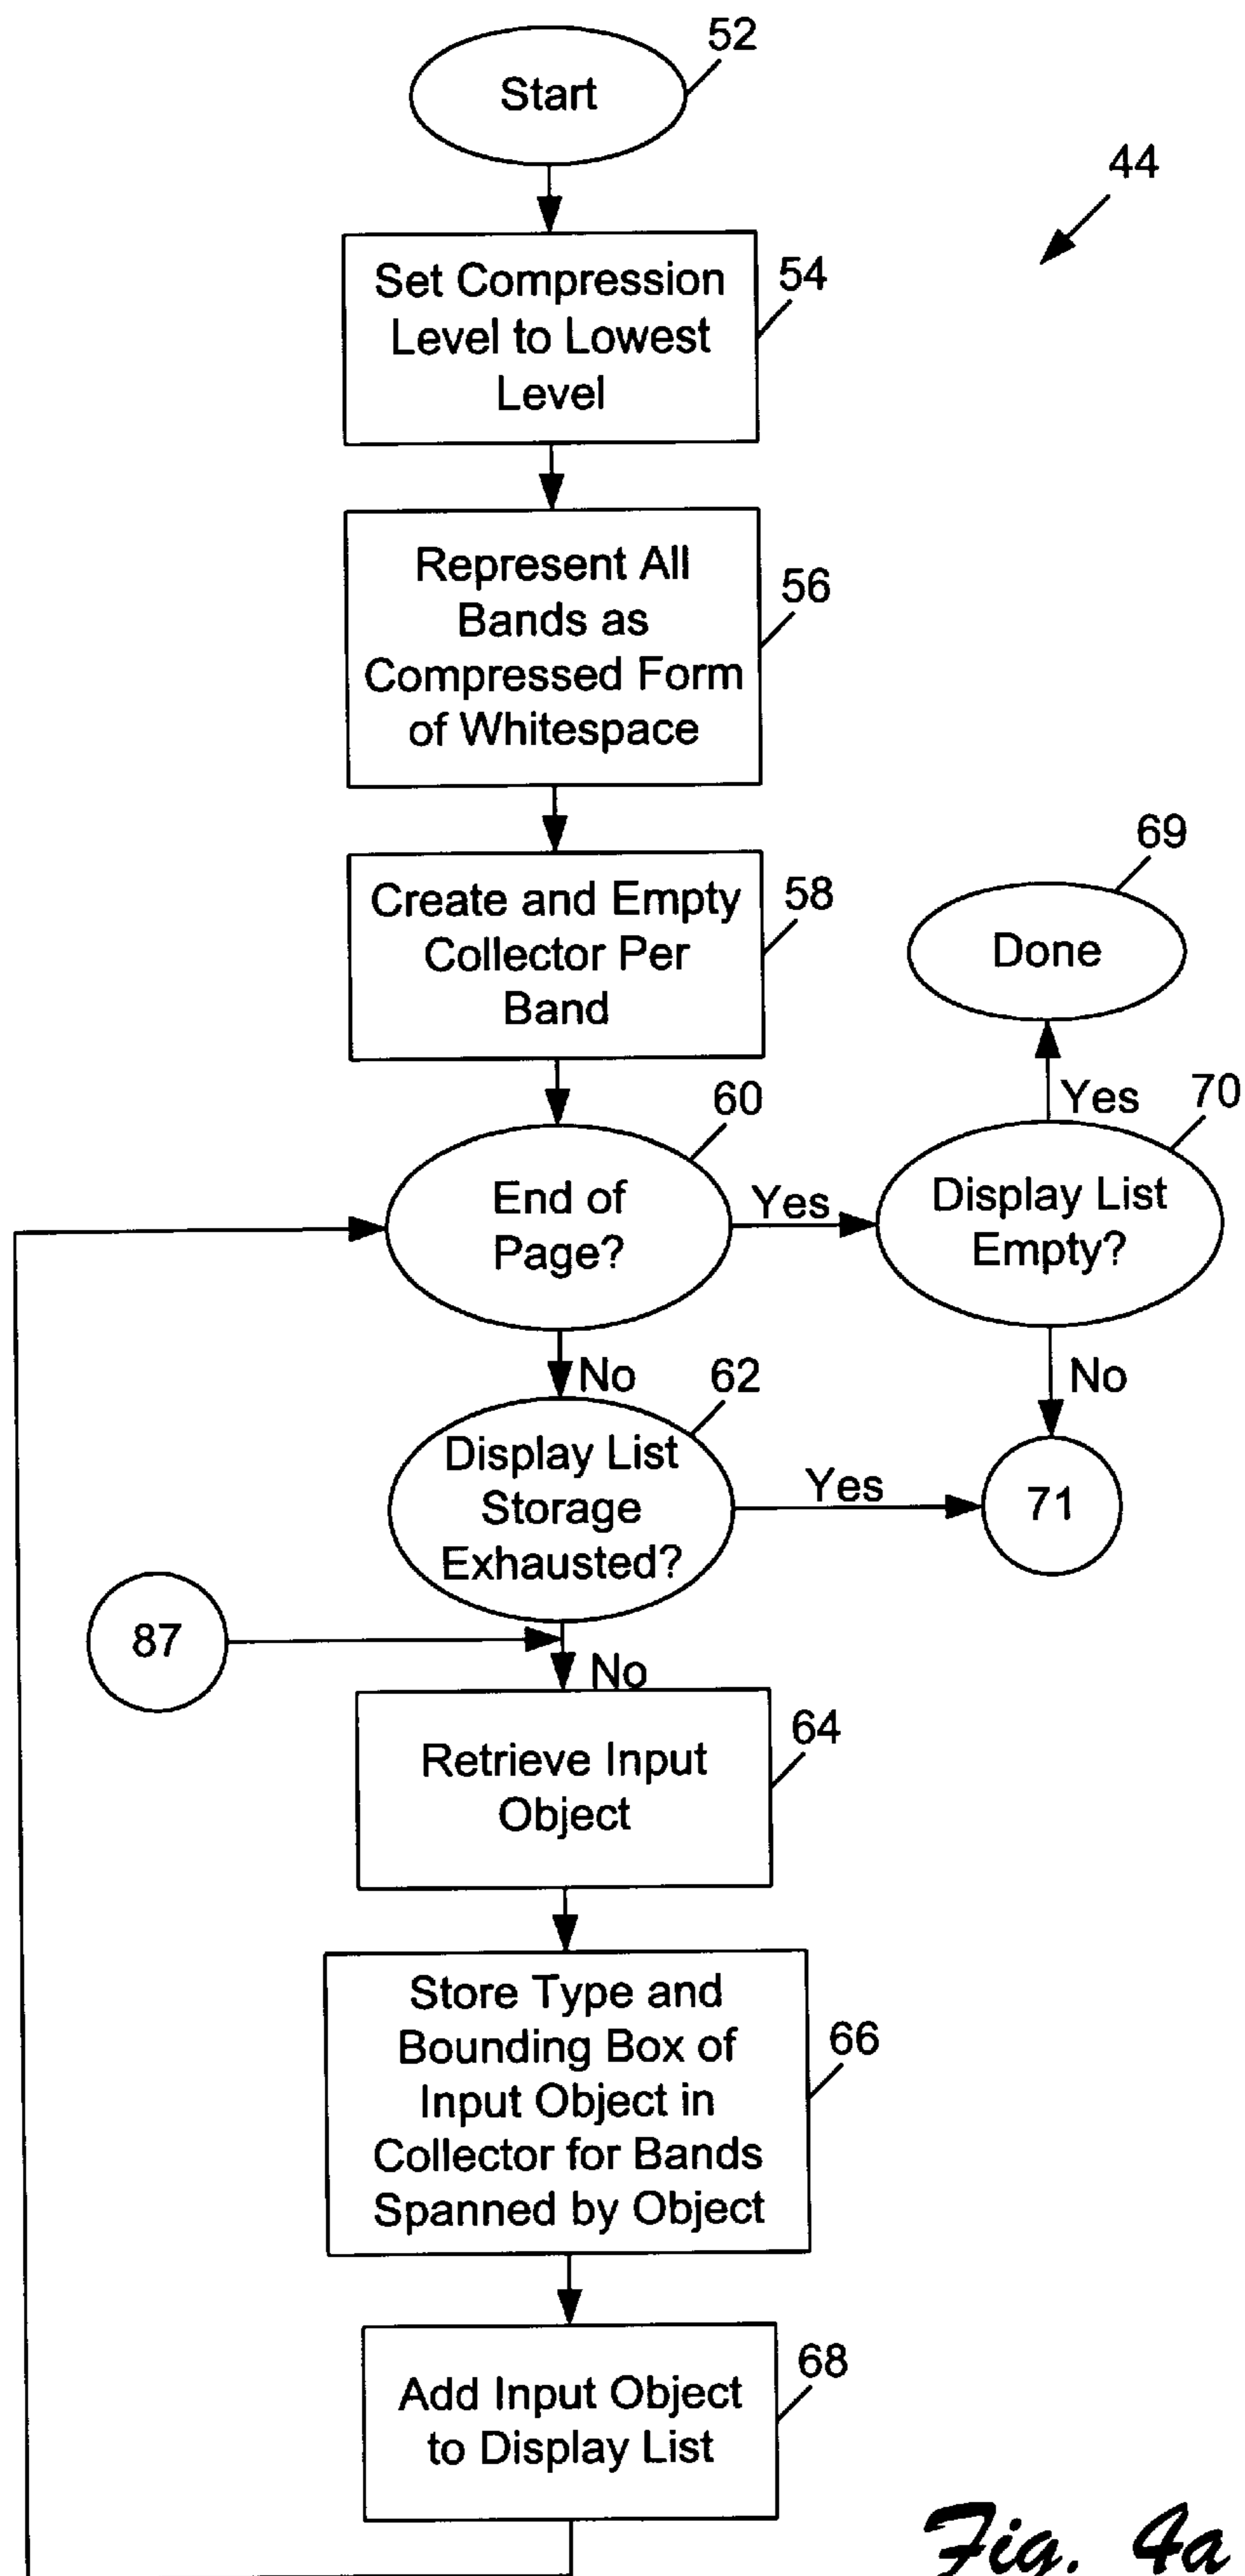 52
Start
44
Set Compression
Level to Lowest
Level
54
Represent All
Bands as
Compressed Form
of Whitespace
56
Create and Empty
Collector Per
Band
58
69
Done
60
End of
Page?
Yes
Yes
70
Display List
Empty?
No
No
62
Display List
Storage
Exhausted?
Yes
71
87
No
Retrieve Input
Object
64
Store Type and
Bounding Box of
Input Object in
Collector for Bands
Spanned by Object
66
Add Input Object
to Display List
68
Fig. 4a